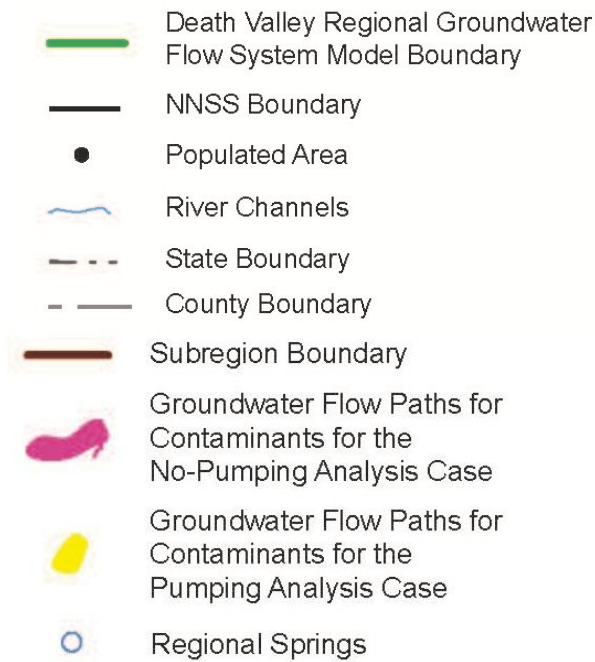 Death Valley Regional Groundwater
Flow System Model Boundary
NNSS Boundary
Populated Area
River Channels
State Boundary
County Boundary
Subregion Boundary
Groundwater Flow Paths for
Contaminants for the
No-Pumping Analysis Case
Groundwater Flow Paths for
Contaminants for the
Pumping Analysis Case
Regional Springs